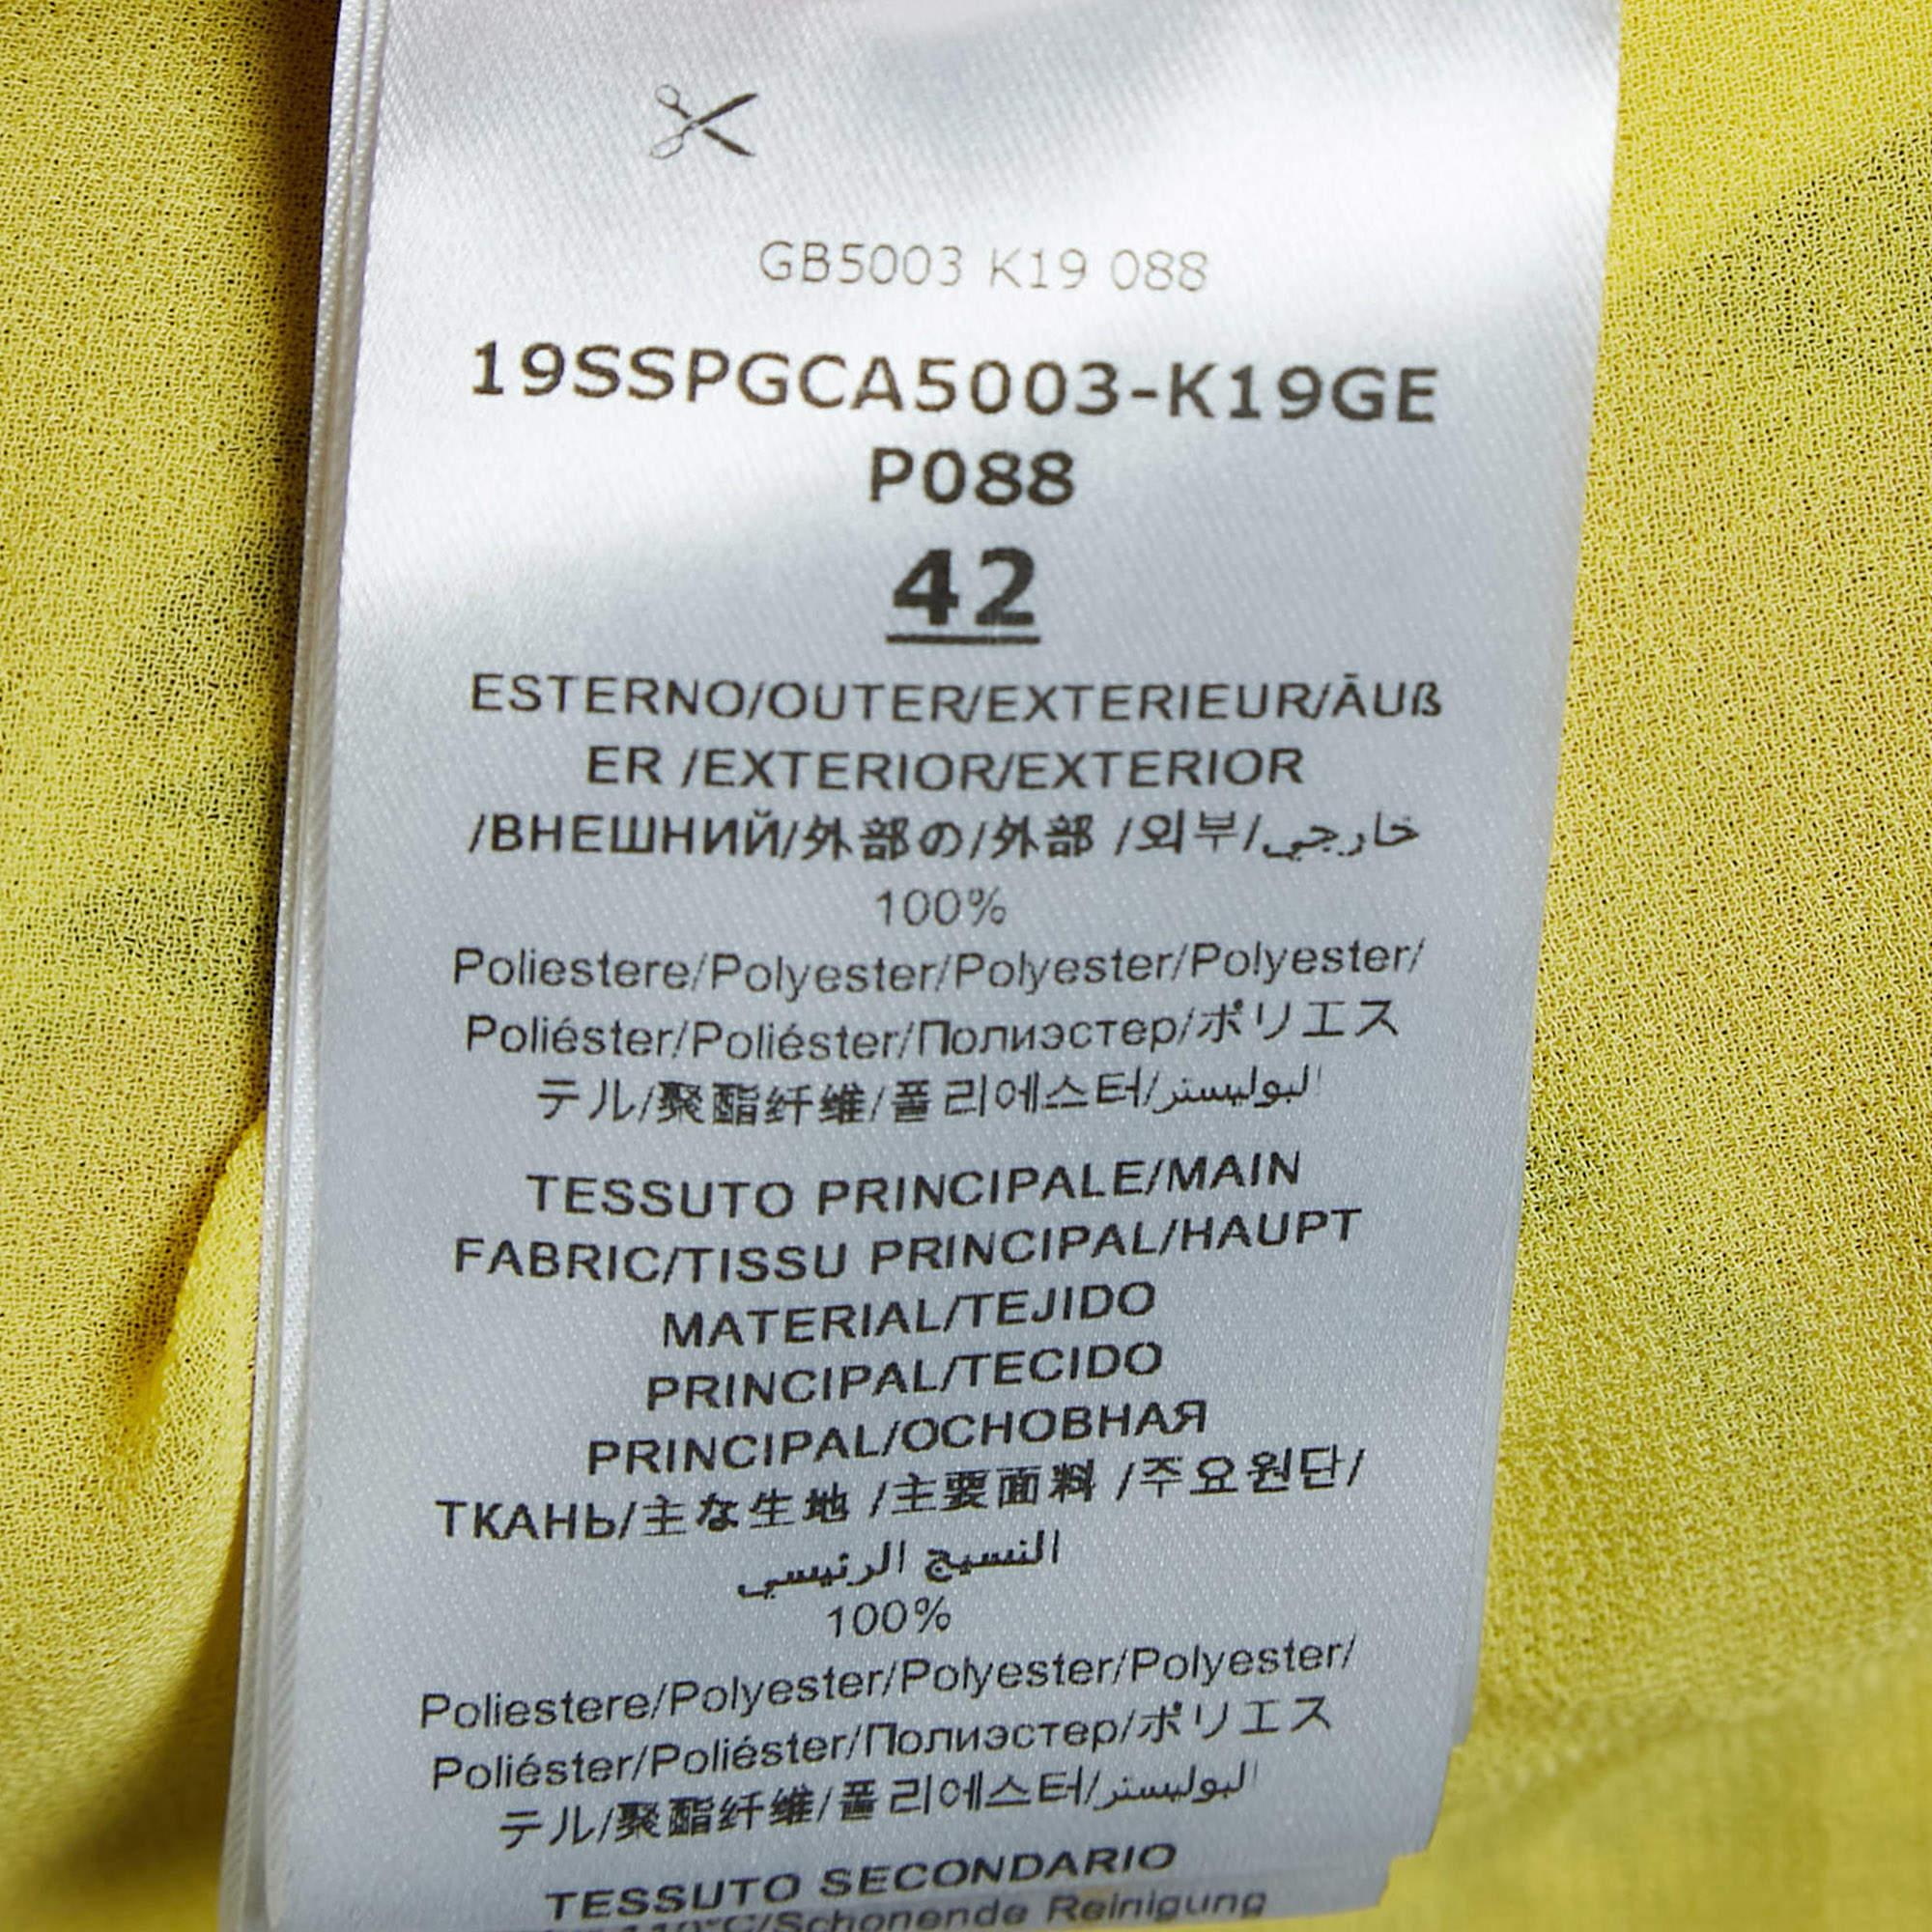 GB5003 K19 088
19SSPGCA5003-K19GE
P088
42
ESTERNO/OUTER/EXTERIEUR/ÄUß
ER /EXTERIOR/EXTERIOR
/ВНЕШНИЙ/外部の/外部 /외부/خارجي
100%
Poliestere/Polyester/Polyester/Polyester/
Poliéster/Poliéster/Полиэстер/ポリエス
テル/聚酯纤维/폴리에스터/البوليستر
TESSUTO PRINCIPALE/MAIN
FABRIC/TISSU PRINCIPAL/HAUPT
MATERIAL/TEJIDO
PRINCIPAL/TECIDO
PRINCIPAL/ОСНОВНАЯ
ТКАНЬ/主な生地 /主要面料 /주요원단/
النسيج الرئيسي
100%
Poliestere/Polyester/Polyester/Polyester/
Poliéster/Poliéster/Полиэстер/ポリエス
テル/聚酯纤维/폴리에스터/البوليستر
TESSUTO SECONDARIO
110°C/Schonende Reinigung